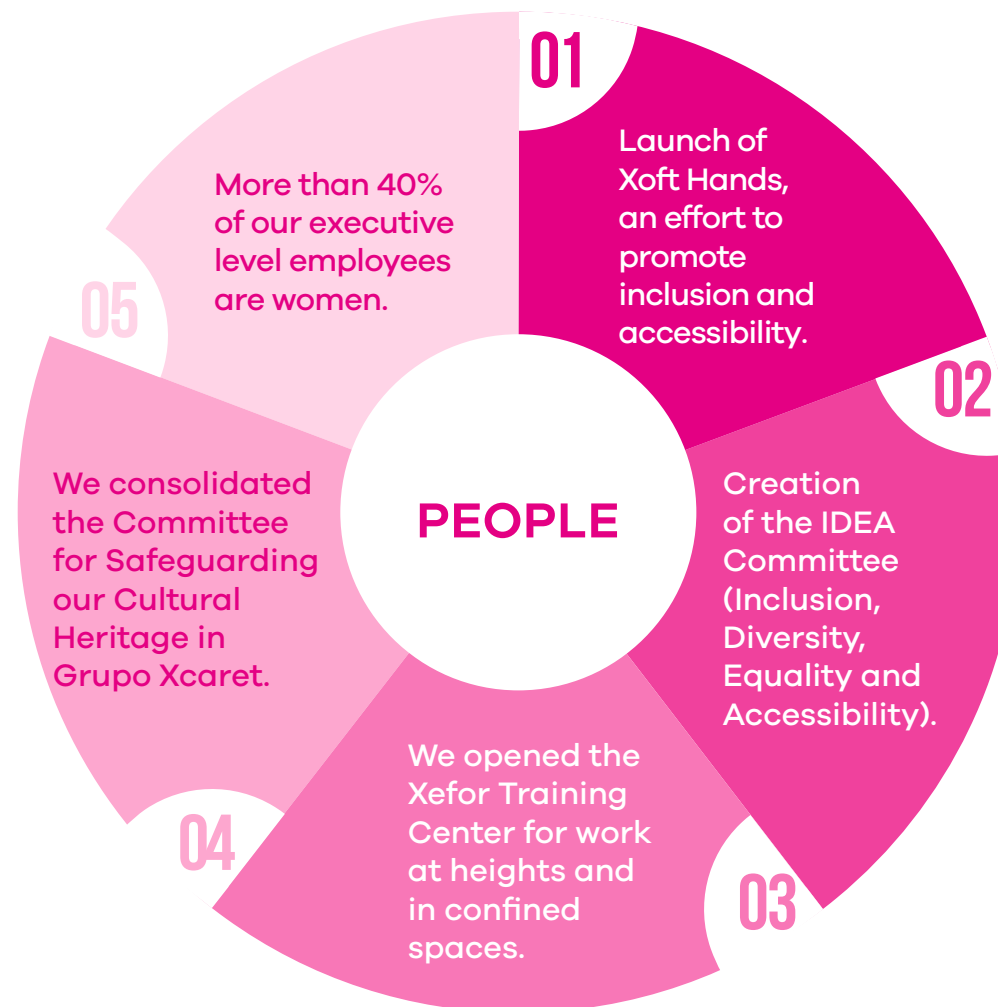 PEOPLE
01
Launch of
Xoft Hands,
an effort to
promote
inclusion and
accessibility.
02
Creation
of the IDEA
Committee
(Inclusion,
Diversity,
Equality and
Accessibility).
03
We opened the
Xefor Training
Center for work
at heights and
in confined
spaces.
04
We consolidated
the Committee
for Safeguarding
our Cultural
Heritage in
Grupo Xcaret.
05
More than 40%
of our executive
level employees
are women.